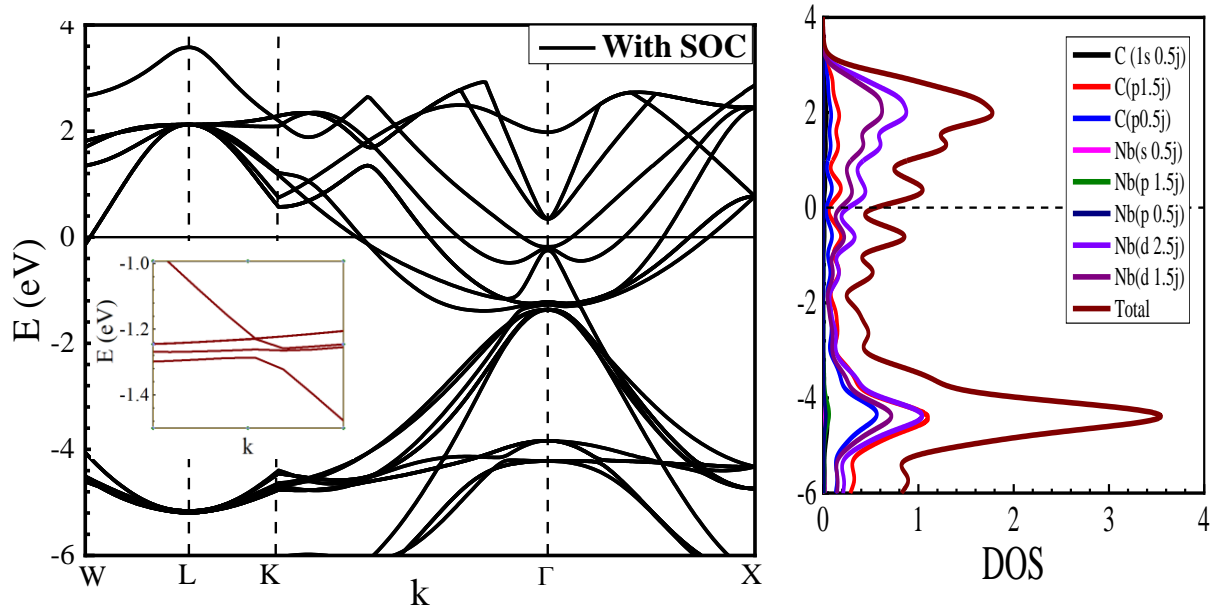 4
2
0
-2
-4
-6
E (eV)
With SOC
-1.0
-1.2
-1.4
E (eV)
k
W L K k Γ X
4
2
0
-2
-4
-6
C (1s 0.5j)
C(p1.5j)
C(p0.5j)
Nb(s 0.5j)
Nb(p 1.5j)
Nb(p 0.5j)
Nb(d 2.5j)
Nb(d 1.5j)
Total
0 1 2 3 4
DOS